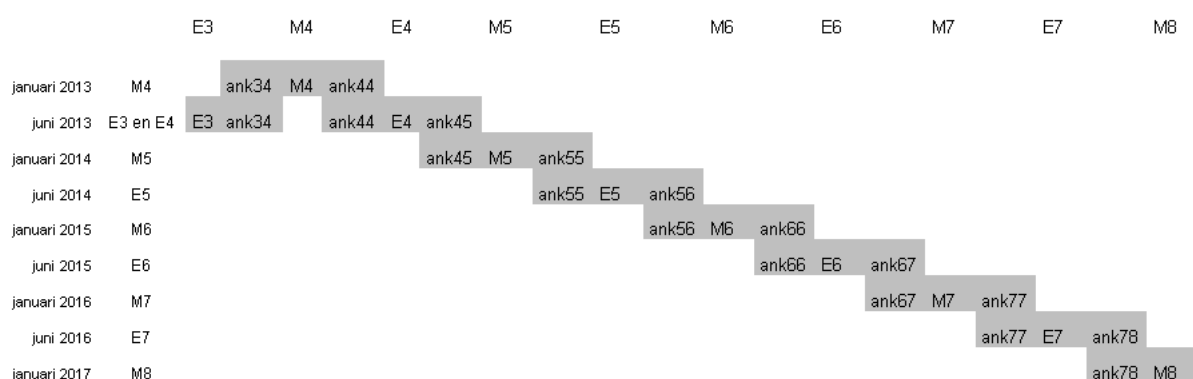 E3 M4 E4 M5 E5 M6 E6 M7 E7 M8
januari 2013 M4 ank34 M4 ank44
juni 2013 E3 en E4 E3 ank34 ank44 E4 ank45
januari 2014 M5 ank45 M5 ank55
juni 2014 E5 ank55 E5 ank56
januari 2015 M6 ank56 M6 ank66
juni 2015 E6 ank66 E6 ank67
januari 2016 M7 ank67 M7 ank77
juni 2016 E7 ank77 E7 ank78
januari 2017 M8 ank78 M8